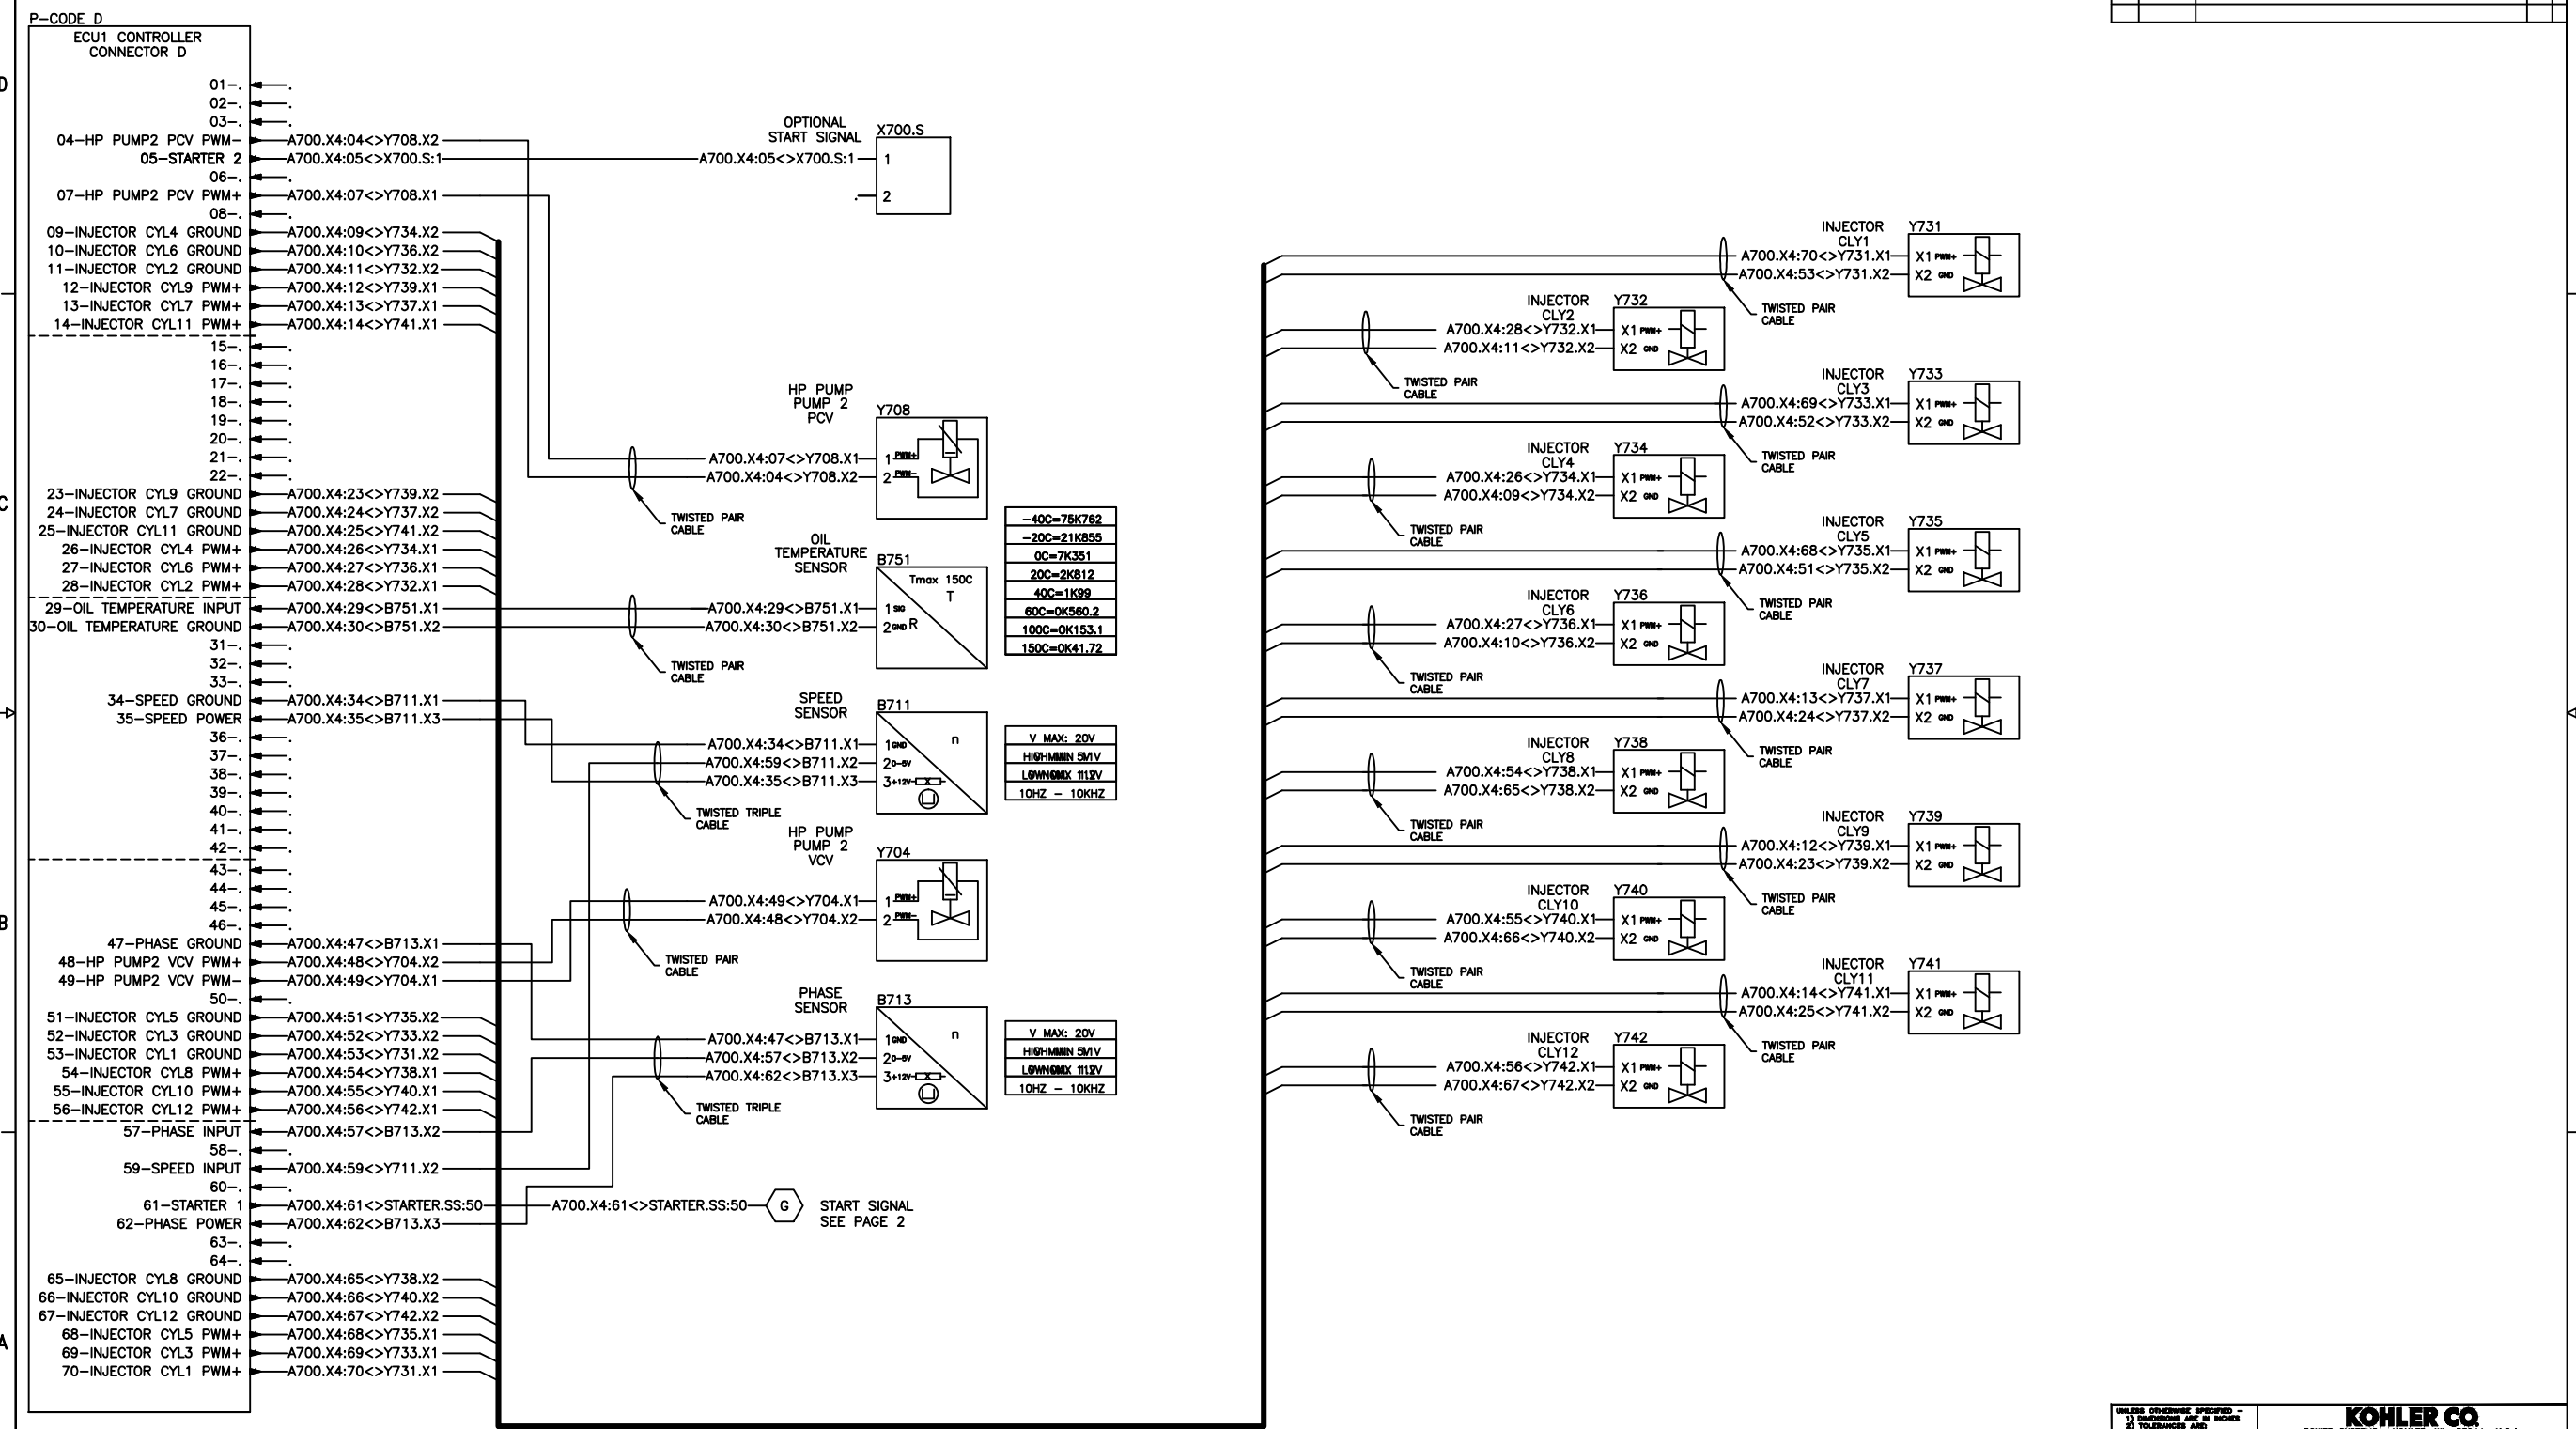 P-CODE D
ECU1 CONTROLLER
CONNECTOR D
01-.
02-.
03-.
04-HP PUMP2 PCV PWM- A700.X4:04<>Y708.X2
05-STARTER 2 A700.X4:05<>X700.S:1
06-.
07-HP PUMP2 PCV PWM+ A700.X4:07<>Y708.X1
08-.
09-INJECTOR CYL4 GROUND A700.X4:09<>Y734.X2
10-INJECTOR CYL6 GROUND A700.X4:10<>Y736.X2
11-INJECTOR CYL2 GROUND A700.X4:11<>Y732.X2
12-INJECTOR CYL9 PWM+ A700.X4:12<>Y739.X1
13-INJECTOR CYL7 PWM+ A700.X4:13<>Y737.X1
14-INJECTOR CYL11 PWM+ A700.X4:14<>Y741.X1
15-.
16-.
17-.
18-.
19-.
20-.
21-.
22-.
23-INJECTOR CYL9 GROUND A700.X4:23<>Y739.X2
24-INJECTOR CYL7 GROUND A700.X4:24<>Y737.X2
25-INJECTOR CYL11 GROUND A700.X4:25<>Y741.X2
26-INJECTOR CYL4 PWM+ A700.X4:26<>Y734.X1
27-INJECTOR CYL6 PWM+ A700.X4:27<>Y736.X1
28-INJECTOR CYL2 PWM+ A700.X4:28<>Y732.X1
29-OIL TEMPERATURE INPUT A700.X4:29<>B751.X1
30-OIL TEMPERATURE GROUND A700.X4:30<>B751.X2
31-.
32-.
33-.
34-SPEED GROUND A700.X4:34<>B711.X1
35-SPEED POWER A700.X4:35<>B711.X3
36-.
37-.
38-.
39-.
40-.
41-.
42-.
43-.
44-.
45-.
46-.
47-PHASE GROUND A700.X4:47<>B713.X1
48-HP PUMP2 VCV PWM+ A700.X4:48<>Y704.X2
49-HP PUMP2 VCV PWM- A700.X4:49<>Y704.X1
50-.
51-INJECTOR CYL5 GROUND A700.X4:51<>Y735.X2
52-INJECTOR CYL3 GROUND A700.X4:52<>Y733.X2
53-INJECTOR CYL1 GROUND A700.X4:53<>Y731.X2
54-INJECTOR CYL8 PWM+ A700.X4:54<>Y738.X1
55-INJECTOR CYL10 PWM+ A700.X4:55<>Y740.X1
56-INJECTOR CYL12 PWM+ A700.X4:56<>Y742.X1
57-PHASE INPUT A700.X4:57<>B713.X2
58-.
59-SPEED INPUT A700.X4:59<>Y711.X2
60-.
61-STARTER 1 A700.X4:61<>STARTER.SS:50
62-PHASE POWER A700.X4:62<>B713.X3
63-.
64-.
65-INJECTOR CYL8 GROUND A700.X4:65<>Y738.X2
66-INJECTOR CYL10 GROUND A700.X4:66<>Y740.X2
67-INJECTOR CYL12 GROUND A700.X4:67<>Y742.X2
68-INJECTOR CYL5 PWM+ A700.X4:68<>Y735.X1
69-INJECTOR CYL3 PWM+ A700.X4:69<>Y733.X1
70-INJECTOR CYL1 PWM+ A700.X4:70<>Y731.X1
D
C
B
A
OPTIONAL
START SIGNAL
X700.S
A700.X4:05<>X700.S:1 1
. 2
HP PUMP
PUMP 2
PCV
Y708
A700.X4:07<>Y708.X1 1 PWM+
A700.X4:04<>Y708.X2 2 PWM-
TWISTED PAIR
CABLE
OIL
TEMPERATURE
SENSOR
B751
Tmax 150C
T
A700.X4:29<>B751.X1 1 SIG
A700.X4:30<>B751.X2 2 GND R
TWISTED PAIR
CABLE
-40C=75K762
-20C=21K855
0C=7K351
20C=2K812
40C=1K99
60C=0K560.2
100C=0K153.1
150C=0K41.72
SPEED
SENSOR
B711
n
A700.X4:34<>B711.X1 1 GND
A700.X4:59<>B711.X2 2 0-5V
A700.X4:35<>B711.X3 3 +12V
TWISTED TRIPLE
CABLE
V MAX: 20V
10HZ - 10KHZ
HP PUMP
PUMP 2
VCV
Y704
A700.X4:49<>Y704.X1 1 PWM+
A700.X4:48<>Y704.X2 2 PWM-
TWISTED PAIR
CABLE
PHASE
SENSOR
B713
n
A700.X4:47<>B713.X1 1 GND
A700.X4:57<>B713.X2 2 0-5V
A700.X4:62<>B713.X3 3 +12V
TWISTED TRIPLE
CABLE
V MAX: 20V
10HZ - 10KHZ
A700.X4:61<>STARTER.SS:50 G START SIGNAL
SEE PAGE 2
INJECTOR
CLY1
Y731
A700.X4:70<>Y731.X1 X1 PWM+
A700.X4:53<>Y731.X2 X2 GND
TWISTED PAIR
CABLE
INJECTOR
CLY2
Y732
A700.X4:28<>Y732.X1 X1 PWM+
A700.X4:11<>Y732.X2 X2 GND
TWISTED PAIR
CABLE
INJECTOR
CLY3
Y733
A700.X4:69<>Y733.X1 X1 PWM+
A700.X4:52<>Y733.X2 X2 GND
TWISTED PAIR
CABLE
INJECTOR
CLY4
Y734
A700.X4:26<>Y734.X1 X1 PWM+
A700.X4:09<>Y734.X2 X2 GND
TWISTED PAIR
CABLE
INJECTOR
CLY5
Y735
A700.X4:68<>Y735.X1 X1 PWM+
A700.X4:51<>Y735.X2 X2 GND
TWISTED PAIR
CABLE
INJECTOR
CLY6
Y736
A700.X4:27<>Y736.X1 X1 PWM+
A700.X4:10<>Y736.X2 X2 GND
TWISTED PAIR
CABLE
INJECTOR
CLY7
Y737
A700.X4:13<>Y737.X1 X1 PWM+
A700.X4:24<>Y737.X2 X2 GND
TWISTED PAIR
CABLE
INJECTOR
CLY8
Y738
A700.X4:54<>Y738.X1 X1 PWM+
A700.X4:65<>Y738.X2 X2 GND
TWISTED PAIR
CABLE
INJECTOR
CLY9
Y739
A700.X4:12<>Y739.X1 X1 PWM+
A700.X4:23<>Y739.X2 X2 GND
TWISTED PAIR
CABLE
INJECTOR
CLY10
Y740
A700.X4:55<>Y740.X1 X1 PWM+
A700.X4:66<>Y740.X2 X2 GND
TWISTED PAIR
CABLE
INJECTOR
CLY11
Y741
A700.X4:14<>Y741.X1 X1 PWM+
A700.X4:25<>Y741.X2 X2 GND
TWISTED PAIR
CABLE
INJECTOR
CLY12
Y742
A700.X4:56<>Y742.X1 X1 PWM+
A700.X4:67<>Y742.X2 X2 GND
TWISTED PAIR
CABLE
UNLESS OTHERWISE SPECIFIED -
1) DIMENSIONS ARE IN INCHES
2) TOLERANCES ARE:
KOHLER CO.